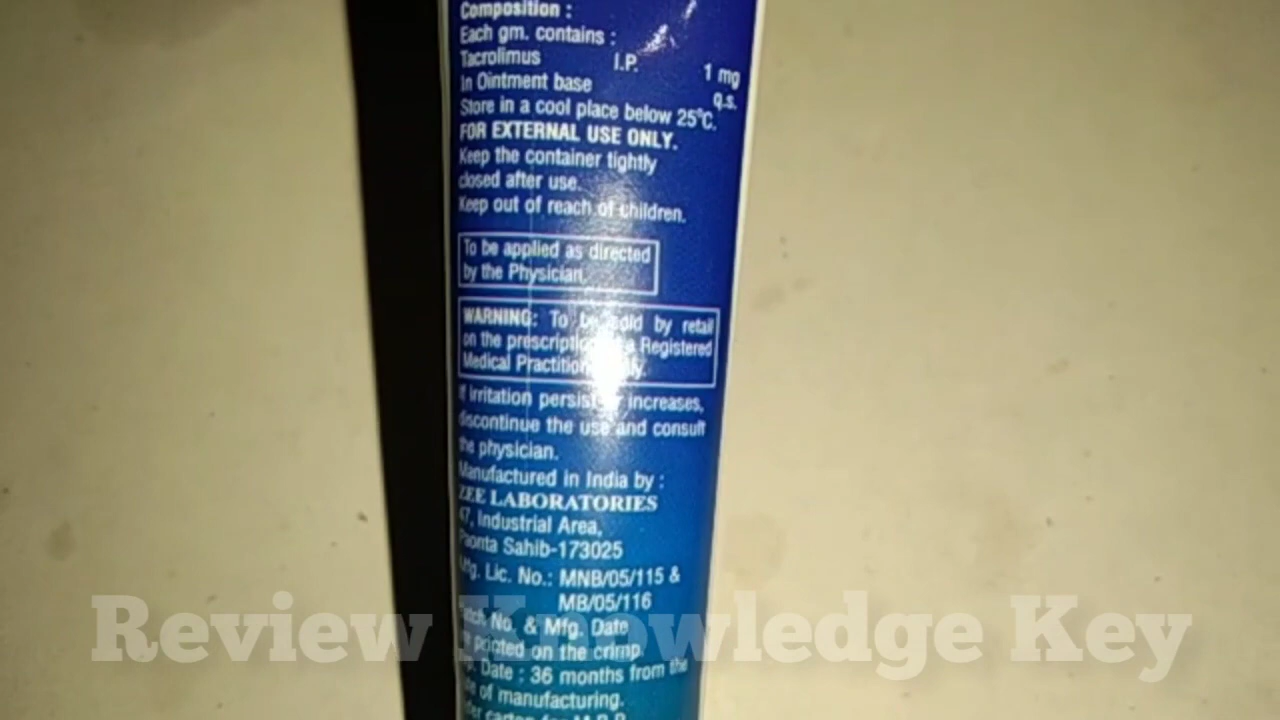 Composition :
Each gm. contains :
Tacrolimus I.P. 1 mg
In Ointment base q.s.
Store in a cool place below 25°C.
FOR EXTERNAL USE ONLY.
Keep the container tightly
closed after use.
Keep out of reach of children.
To be applied as directed
by the Physician.
WARNING: To be sold by retail
on the prescription a Registered
Medical Practitioner only.
If irritation persist increases,
discontinue the use and consult
the physician.
Manufactured in India by :
ZEE LABORATORIES
47, Industrial Area,
Paonta Sahib-173025
Mfg. Lic. No.: MNB/05/115 &
MB/05/116
Batch No. & Mfg. Date
printed on the crimp.
Date : 36 months from the
of manufacturing.
carton for M.R.P.
Review Knowledge Key